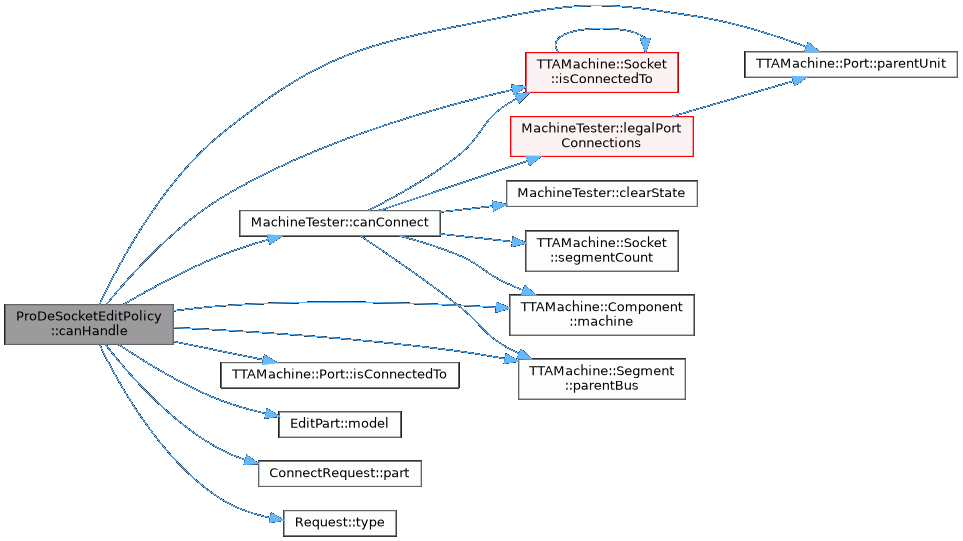 TTAMachine::Socket
::isConnectedTo
TTAMachine::Port::parentUnit
MachineTester::legalPort
Connections
MachineTester::clearState
MachineTester::canConnect
TTAMachine::Socket
::segmentCount
ProDeSocketEditPolicy
::canHandle
TTAMachine::Component
::machine
TTAMachine::Port::isConnectedTo
TTAMachine::Segment
::parentBus
EditPart::model
ConnectRequest::part
Request::type